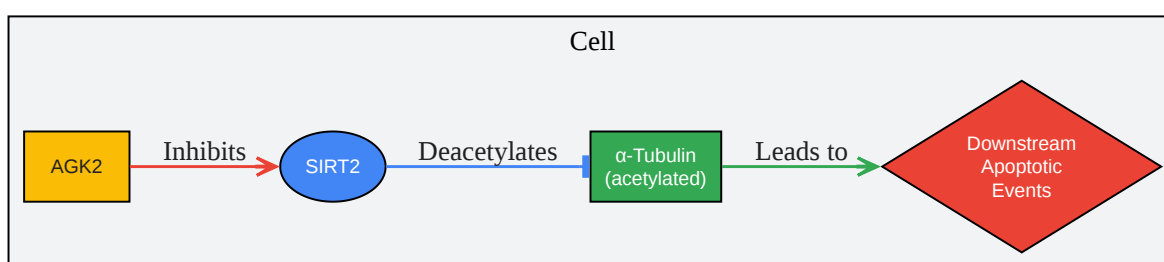 Cell
AGK2
Inhibits
SIRT2
Deacetylates
α-Tubulin
(acetylated)
Leads to
Downstream
Apoptotic
Events